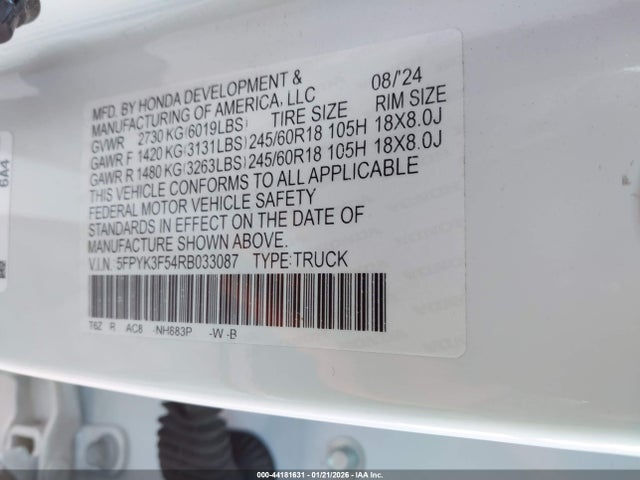 MFD. BY HONDA DEVELOPMENT & 08/'24
MANUFACTURING OF AMERICA, LLC
TIRE SIZE RIM SIZE
GVWR 2730 KG(6019LBS)
GAWR F 1420 KG(3131LBS) 245/60R18 105H 18X8.0J
GAWR R 1480 KG(3263LBS) 245/60R18 105H 18X8.0J
THIS VEHICLE CONFORMS TO ALL APPLICABLE
FEDERAL MOTOR VEHICLE SAFETY
STANDARDS IN EFFECT ON THE DATE OF
MANUFACTURE SHOWN ABOVE.
V.I.N. 5FPYK3F54RB033087 TYPE:TRUCK
T6Z R AC8 NH683P -W -B
6A4
000-44181631 - 01/21/2026 - IAA Inc.